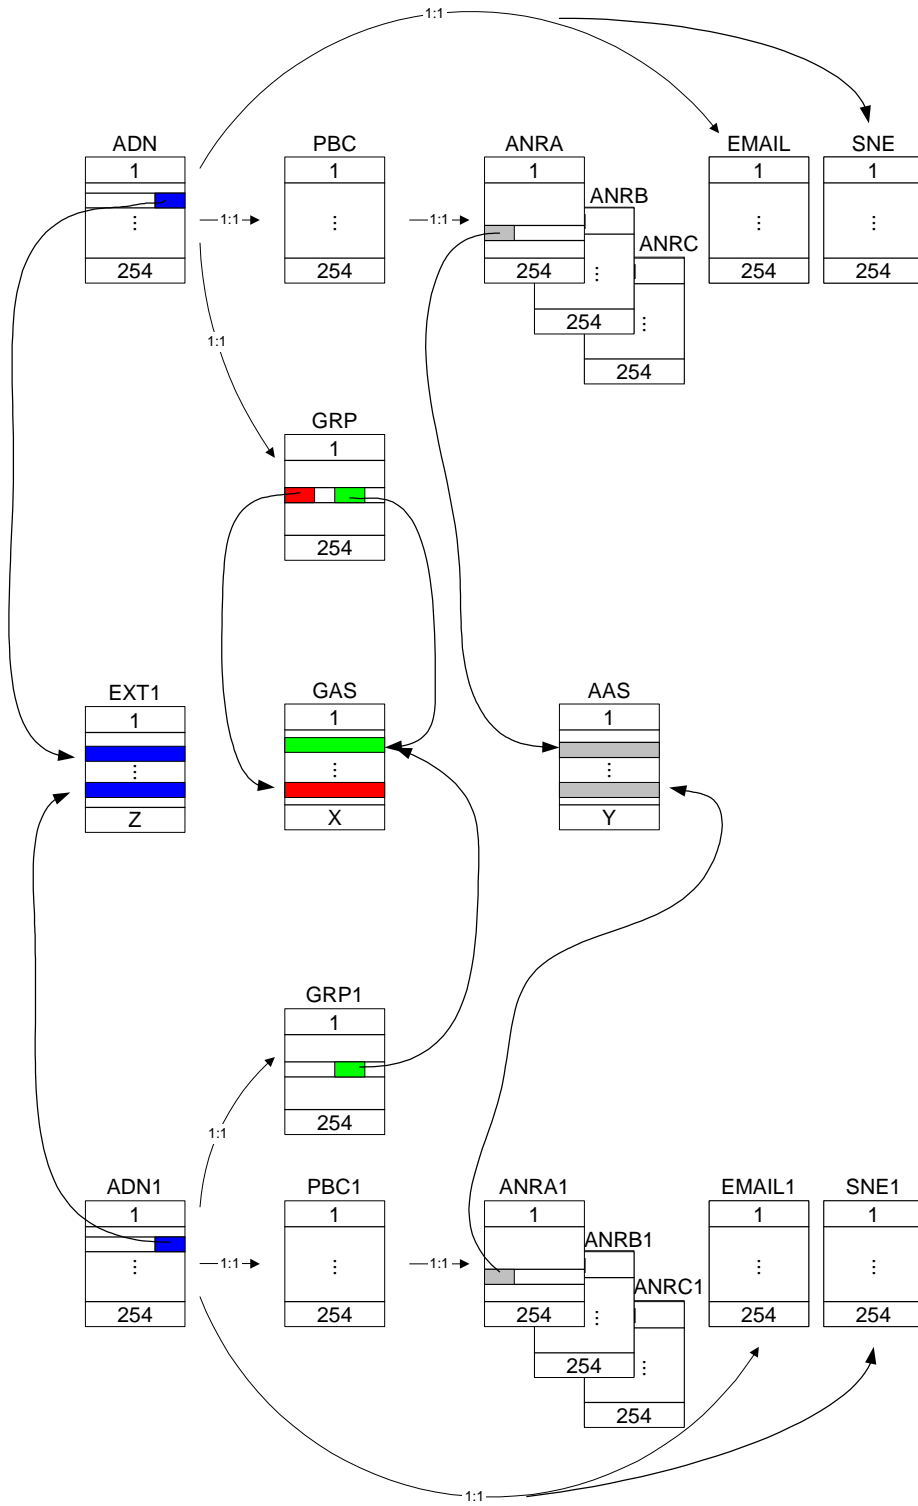 1:1
ADN PBC ANRA EMAIL SNE
1 1 1 1 1
ANRB
1:1 1:1
⋮ ⋮ ⋮ ⋮
ANRC
254 254 254 254 254
⋮
254
⋮
1:1
254
GRP
1
254
EXT1 GAS AAS
1 1 1
⋮ ⋮ ⋮
Z X Y
GRP1
1
254
1:1
ADN1 PBC1 ANRA1 EMAIL1 SNE1
1 1 1 1 1
ANRB1
1:1 1:1
⋮ ⋮ ⋮ ⋮
ANRC1
254 254 254 254 254
⋮
254
⋮
254
1:1